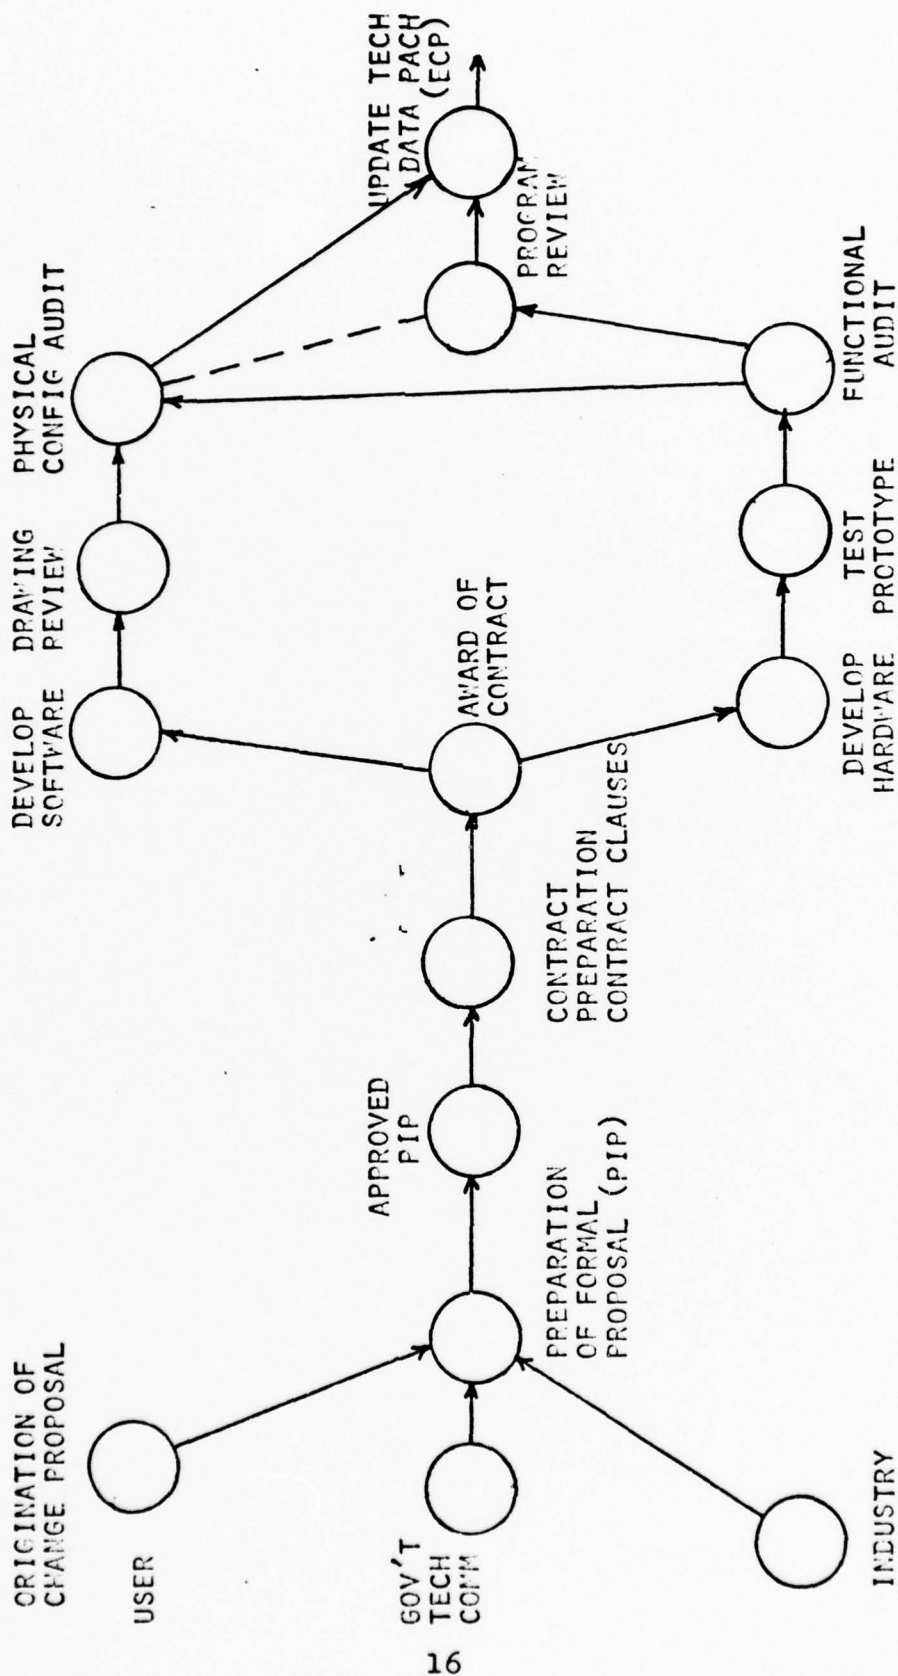 ORIGINATION OF
CHANGE PROPOSAL
USER
GOV'T
TECH
COMM
INDUSTRY
PREPARATION
OF FORMAL
PROPOSAL (PIP)
APPROVED
PIP
CONTRACT
PREPARATION
CONTRACT CLAUSES
AWARD OF
CONTRACT
DEVELOP
SOFTWARE
DRAWING
REVIEW
PHYSICAL
CONFIG AUDIT
DEVELOP
HARDWARE
TEST
PROTOTYPE
FUNCTIONAL
AUDIT
PROGRAM
REVIEW
UPDATE TECH
DATA PACH
(ECP)
16